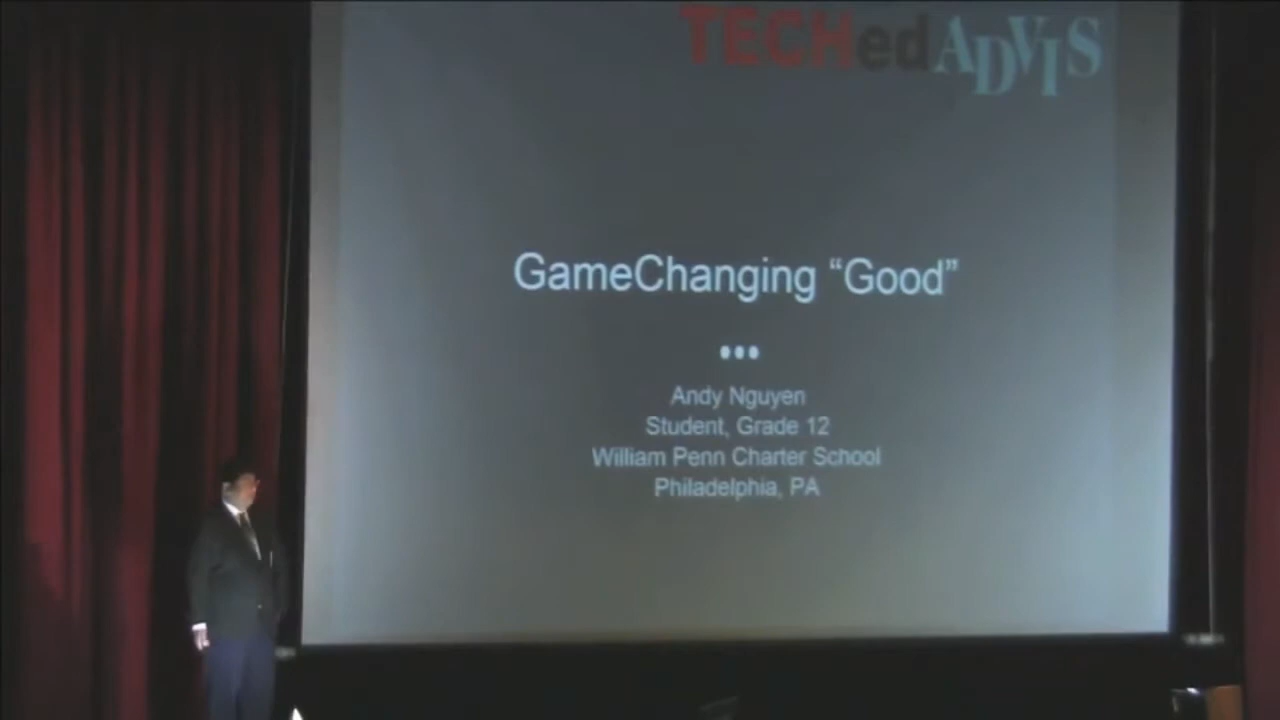 TECHedADVIS
GameChanging “Good”
Andy Nguyen
Student, Grade 12
William Penn Charter School
Philadelphia, PA